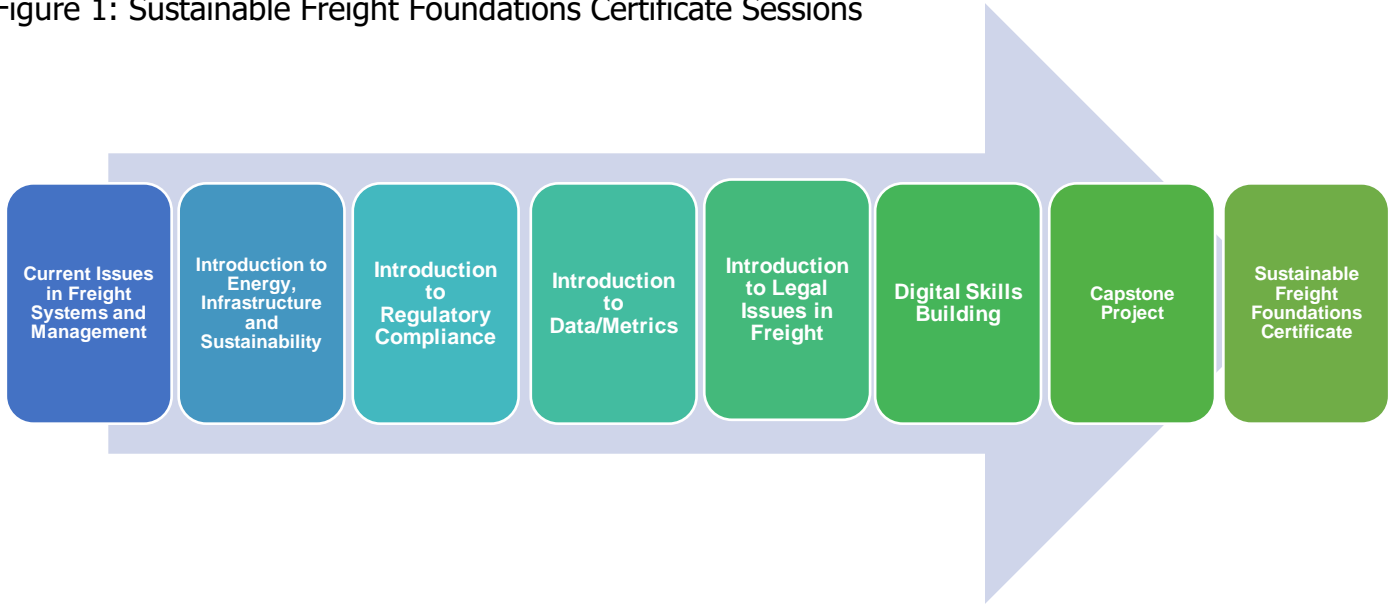 Figure 1: Sustainable Freight Foundations Certificate Sessions
Current Issues
in Freight
Systems and
Management
Introduction to
Energy,
Infrastructure
and
Sustainability
Introduction
to
Regulatory
Compliance
Introduction
to
Data/Metrics
Introduction
to Legal
Issues in
Freight
Digital Skills
Building
Capstone
Project
Sustainable
Freight
Foundations
Certificate